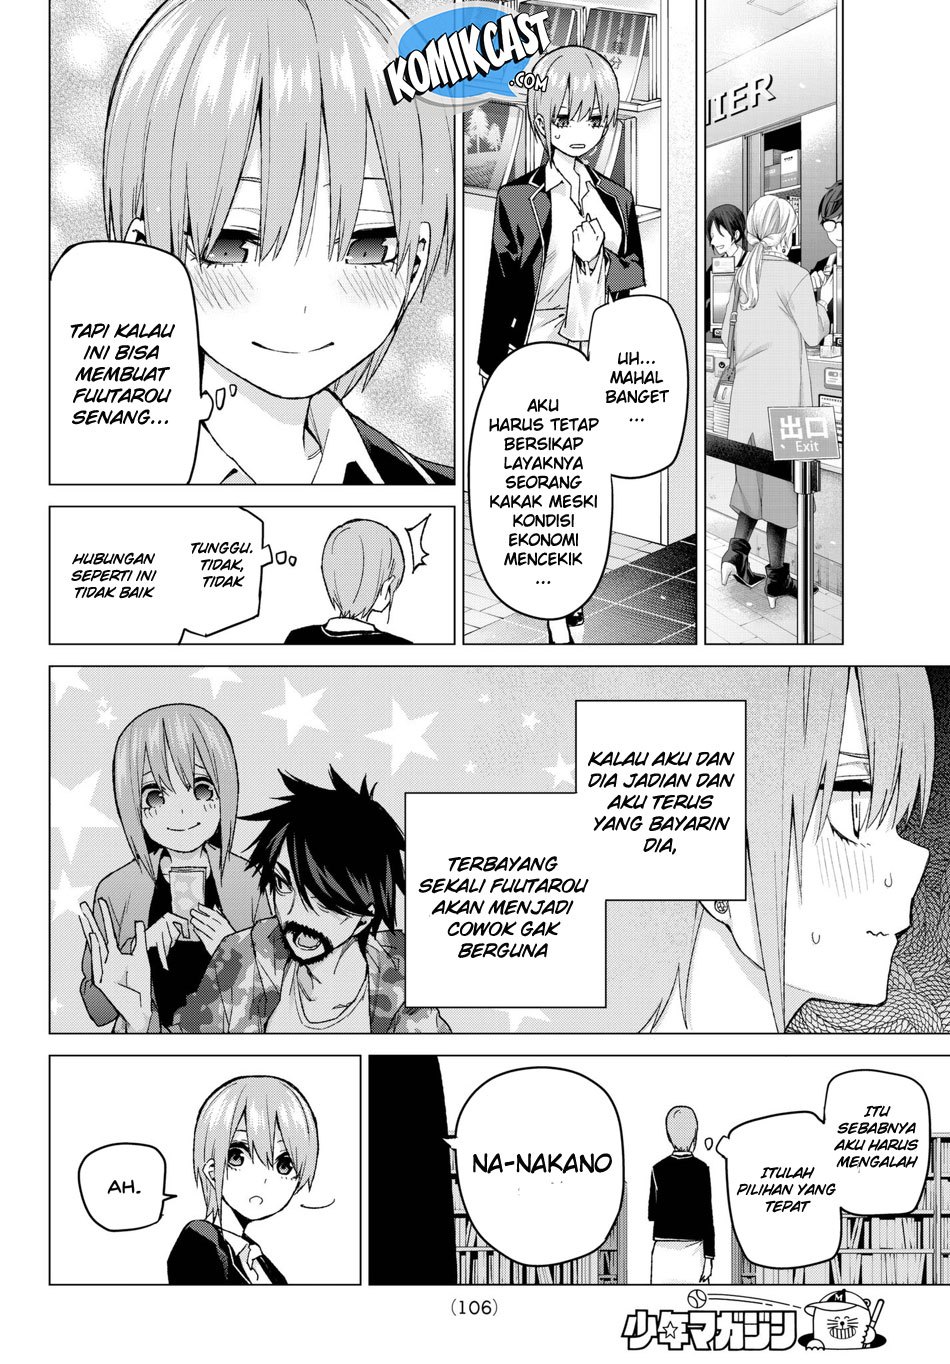 KOMIKCAST
.COM
NIER
出口
Exit
UH...
MAHAL
BANGET
...
AKU
HARUS TETAP
BERSIKAP
LAYAKNYA
SEORANG
KAKAK MESKI
KONDISI
EKONOMI
MENCEKIK
...
TAPI KALAU
INI BISA
MEMBUAT
FUUTAROU
SENANG...
TUNGGU.
TIDAK,
TIDAK
HUBUNGAN
SEPERTI INI
TIDAK BAIK
KALAU AKU DAN
DIA JADIAN DAN
AKU TERUS
YANG BAYARIN
DIA,
TERBAYANG
SEKALI FUUTAROU
AKAN MENJADI
COWOK GAK
BERGUNA
ITU
SEBABNYA
AKU HARUS
MENGALAH
ITULAH
PILIHAN YANG
TEPAT
NA-NAKANO
AH.
(106)
少年マガジン
M